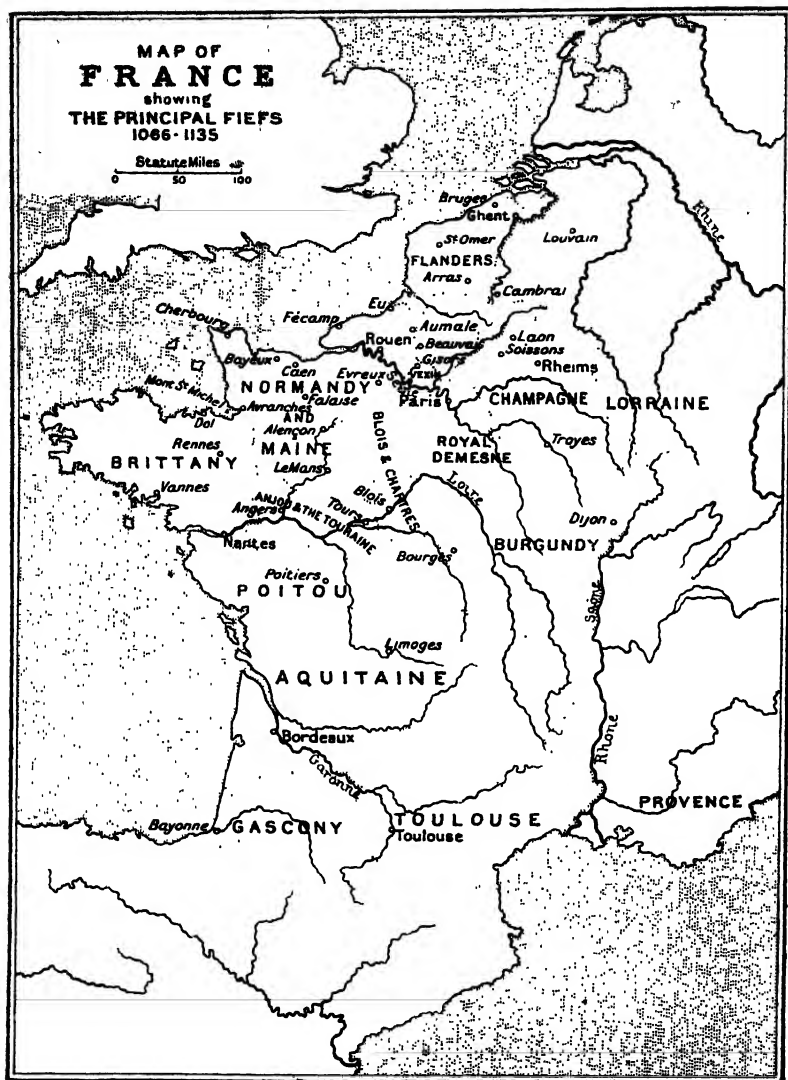 MAP OF
FRANCE
showing
THE PRINCIPAL FIEFS
1066-1135
Statute Miles
0 50 100
Bruges
Ghent
Rhine
St Omer
Louvain
FLANDERS
Arras
Cambrai
Eu
Cherbourg
Fécamp
Aumale
Rouen
Beauvais
Laon
Soissons
Gisors
Rheims
Bayeux
Caen
Evreux
Mont St Michel
NORMANDY
Falaise
Paris
CHAMPAGNE
LORRAINE
Avranches
Dol
AND
Alençon
BLOIS & CHARTRES
ROYAL
DEMESNE
Troyes
Rennes
MAINE
BRITTANY
Le Mans
Loire
Vannes
Blois
ANJOU & THE TOURAINE
Angers
Tours
Dijon
Nantes
Bourges
BURGUNDY
Poitiers
POITOU
Saône
Limoges
AQUITAINE
Bordeaux
Garonne
Rhone
PROVENCE
Bayonne
GASCONY
TOULOUSE
Toulouse